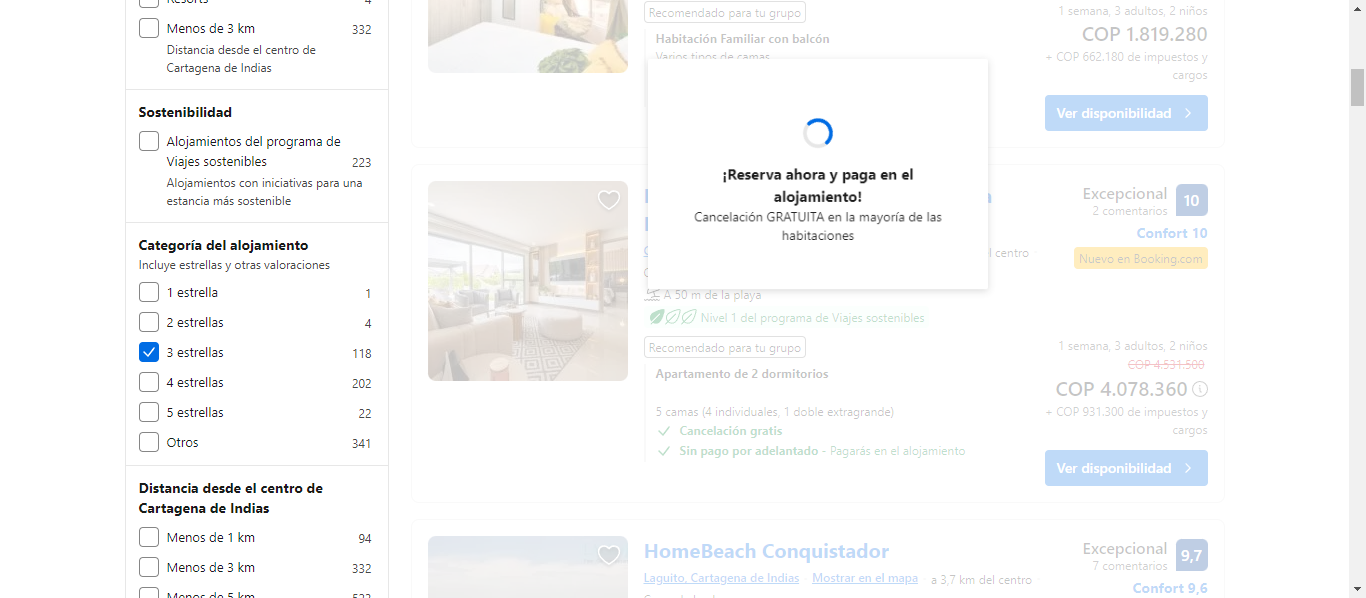 Resorts
4
Menos de 3 km
332
Distancia desde el centro de
Cartagena de Indias
Sostenibilidad
Alojamientos del programa de
Viajes sostenibles
223
Alojamientos con iniciativas para una
estancia más sostenible
Categoría del alojamiento
Incluye estrellas y otras valoraciones
1 estrella
1
2 estrellas
4
3 estrellas
118
4 estrellas
202
5 estrellas
22
Otros
341
Distancia desde el centro de
Cartagena de Indias
Menos de 1 km
94
Menos de 3 km
332
Menos de 5 km
Recomendado para tu grupo
Habitación Familiar con balcón
Varios tipos de camas
1 semana, 3 adultos, 2 niños
COP 1.819.280
+ COP 662.180 de impuestos y
cargos
Ver disponibilidad
¡Reserva ahora y paga en el
alojamiento!
Cancelación GRATUITA en la mayoría de las
habitaciones
Excepcional
2 comentarios
10
Confort 10
Nuevo en Booking.com
centro
A 50 m de la playa
Nivel 1 del programa de Viajes sostenibles
Recomendado para tu grupo
Apartamento de 2 dormitorios
5 camas (4 individuales, 1 doble extragrande)
Cancelación gratis
Sin pago por adelantado - Pagarás en el alojamiento
1 semana, 3 adultos, 2 niños
COP 4.531.500
COP 4.078.360
+ COP 931.300 de impuestos y
cargos
Ver disponibilidad
HomeBeach Conquistador
Laguito, Cartagena de Indias Mostrar en el mapa a 3,7 km del centro
Excepcional
7 comentarios
9,7
Confort 9,6